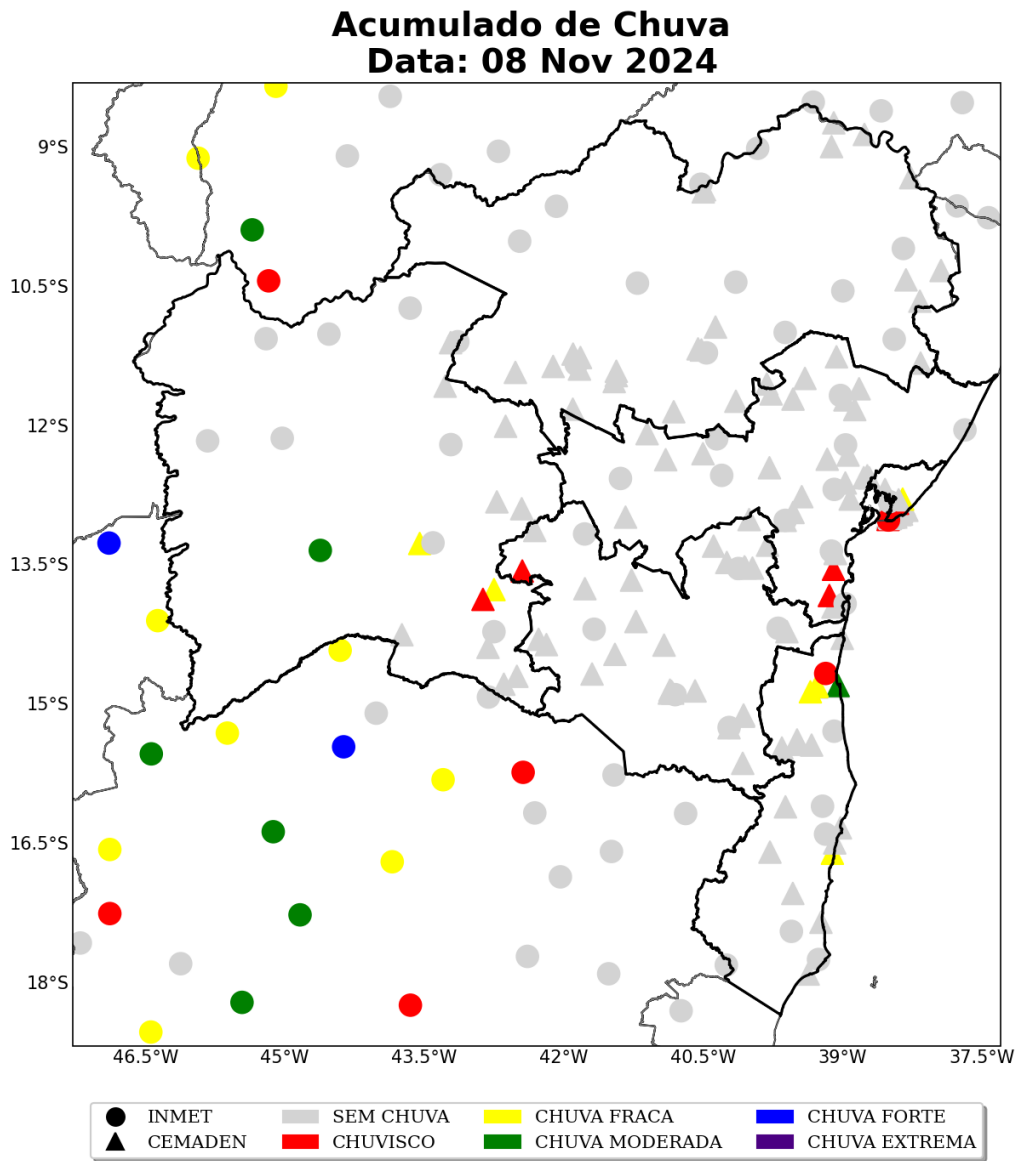 Acumulado de Chuva
Data: 08 Nov 2024
9°S
10.5°S
12°S
13.5°S
15°S
16.5°S
18°S
46.5°W 45°W 43.5°W 42°W 40.5°W 39°W 37.5°W
INMET SEM CHUVA CHUVA FRACA CHUVA FORTE
CEMADEN CHUVISCO CHUVA MODERADA CHUVA EXTREMA